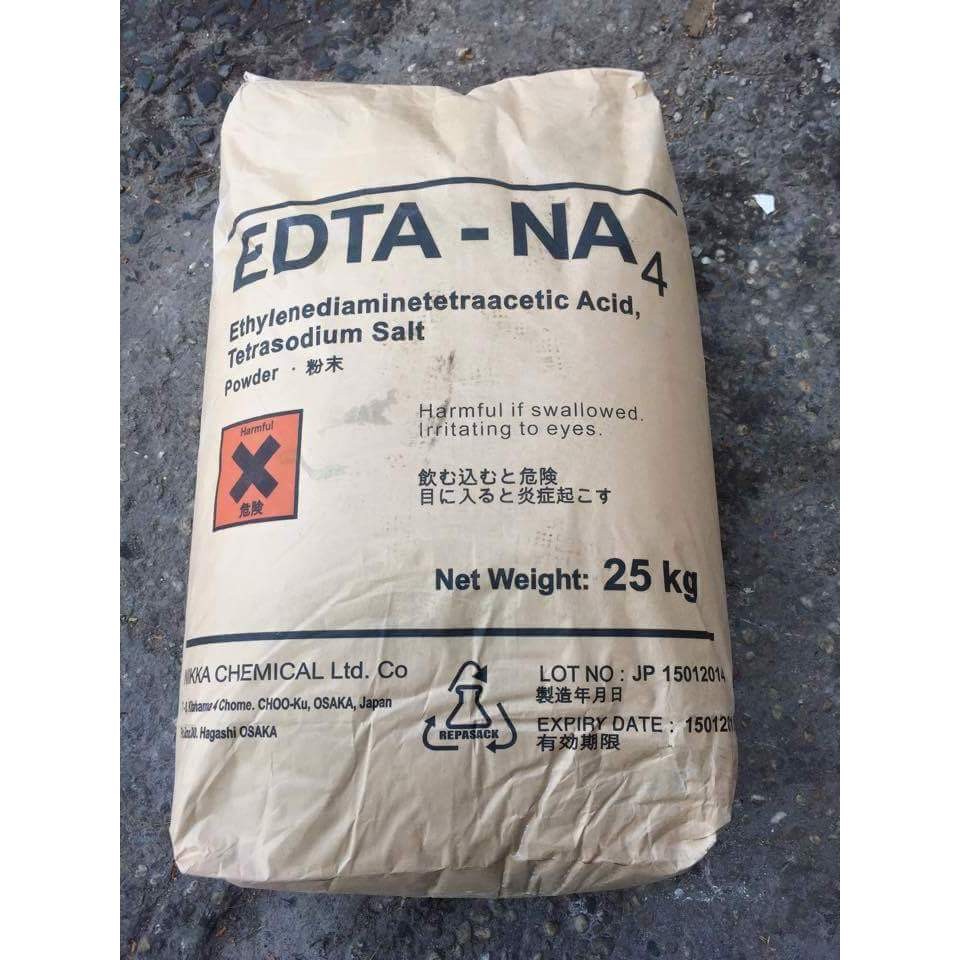 EDTA - NA4
Ethylenediaminetetraacetic Acid,
Tetrasodium Salt
Powder · 粉末
Harmful
危険
Harmful if swallowed.
Irritating to eyes.
飲む込むと危険
目に入ると炎症起こす
Net Weight: 25 kg
NIKKA CHEMICAL Ltd. Co
4 Chome. CHOO-Ku, OSAKA, Japan
Hagashi OSAKA
REPASACK
LOT NO : JP 15012014
製造年月日
EXPIRY DATE :
有効期限